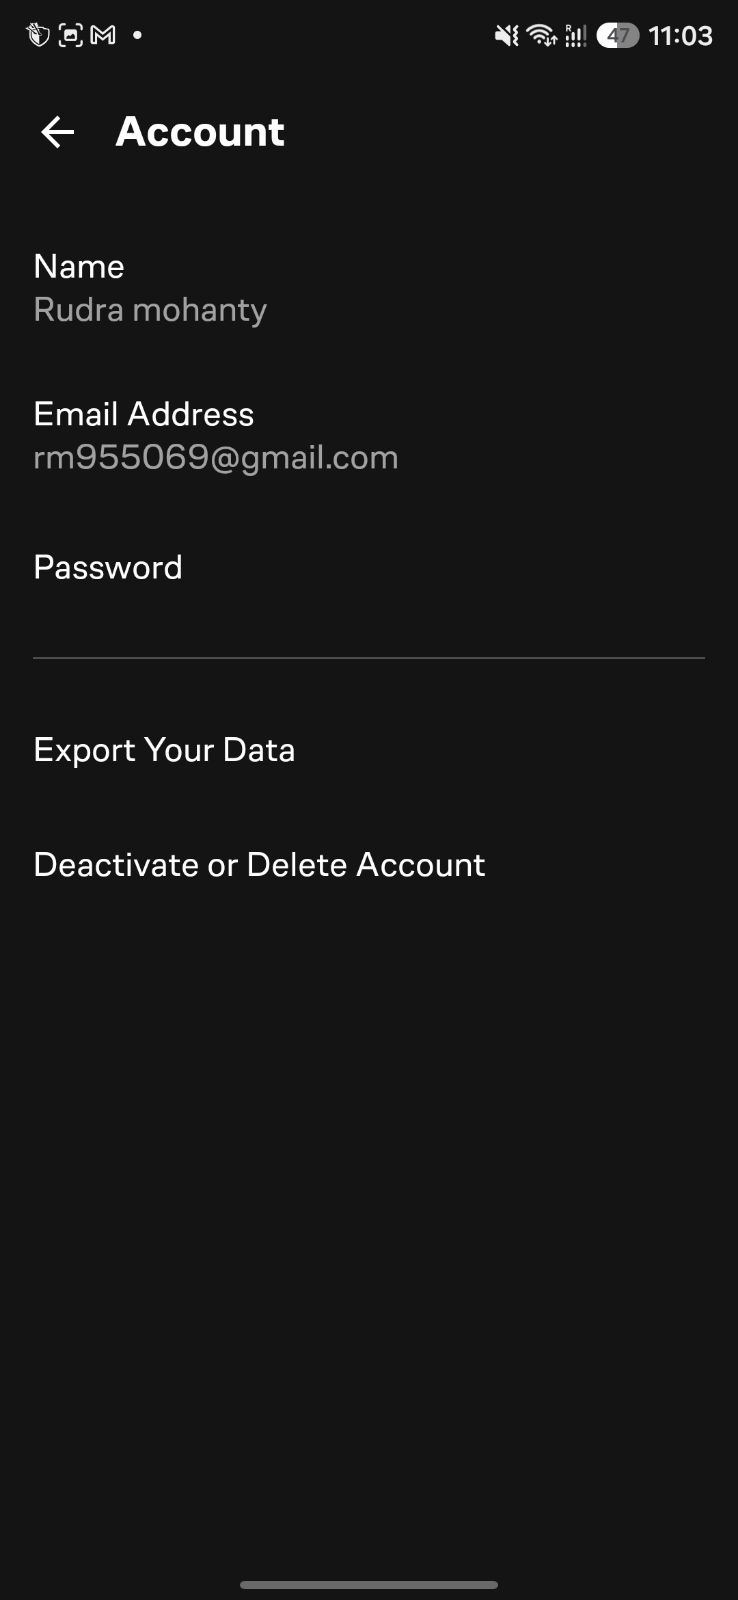 47 11:03
Account
Name
Rudra mohanty
Email Address
rm955069@gmail.com
Password
Export Your Data
Deactivate or Delete Account